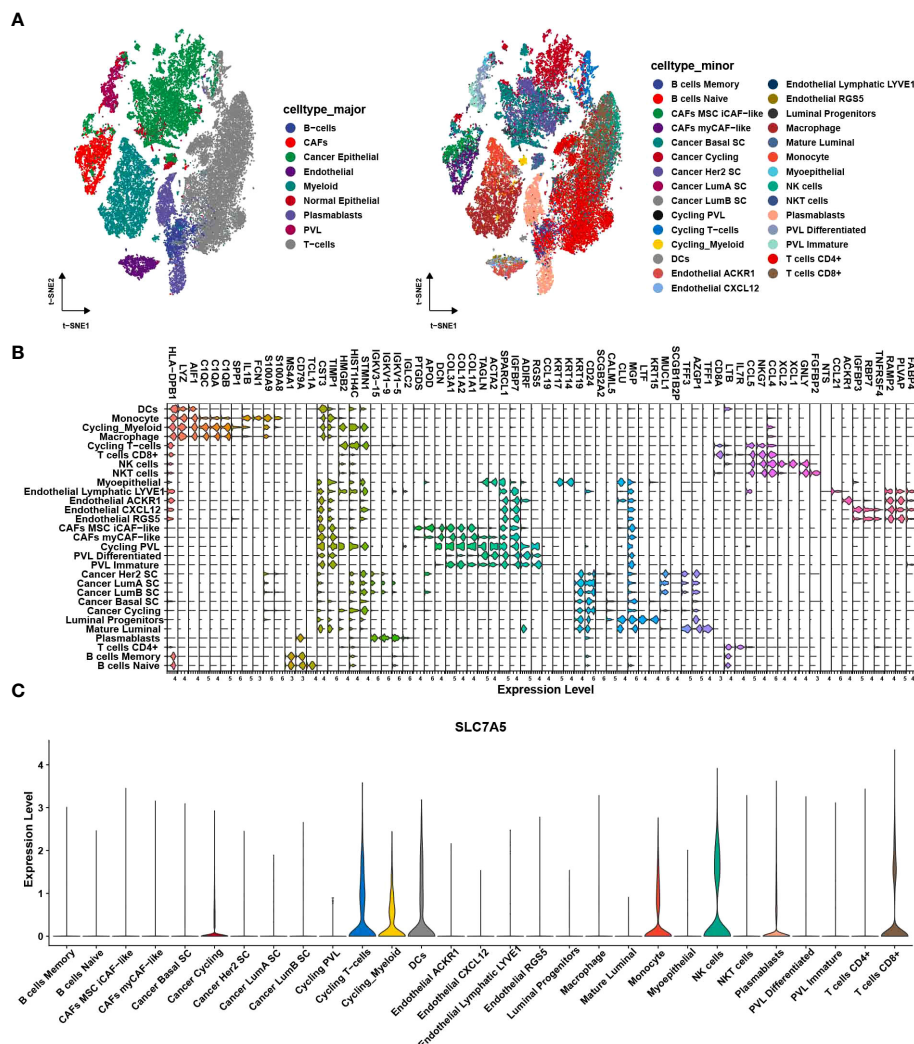 A
celltype_major
B-cells
CAFs
Cancer Epithelial
Endothelial
Myeloid
Normal Epithelial
Plasmablasts
PVL
T-cells
t-SNE2
t-SNE1
celltype_minor
B cells Memory
B cells Naive
CAFs MSC iCAF-like
CAFs myCAF-like
Cancer Basal SC
Cancer Cycling
Cancer Her2 SC
Cancer LumA SC
Cancer LumB SC
Cycling PVL
Cycling T-cells
Cycling_Myeloid
DCs
Endothelial ACKR1
Endothelial CXCL12
Endothelial Lymphatic LYVE1
Endothelial RGS5
Luminal Progenitors
Macrophage
Mature Luminal
Monocyte
Myoepithelial
NK cells
NKT cells
Plasmablasts
PVL Differentiated
PVL Immature
T cells CD4+
T cells CD8+
t-SNE2
t-SNE1
B
HLA-DPB1
LYZ
AIF1
C1QC
C1QA
C1QB
SPP1
IL1B
FCN1
S100A9
S100A8
MS4A1
CD79A
TCL1A
CST3
TIMP1
HMGB2
HIST1H4C
STMN1
IGKV3-15
IGKV1-9
IGKV1-5
IGLC2
PTGDS
APOD
DCN
COL3A1
COL1A2
COL1A1
TAGLN
ACTA2
SPARCL1
IGFBP7
ADIRF
RGS5
CCL19
KRT17
KRT14
KRT19
CD24
SCGB2A2
CALML5
CLU
MGP
LTF
KRT15
MUCL1
SCGB1B2P
TFF3
AZGP1
TFF1
CD8A
LTB
IL7R
CCL5
NKG7
CCL4
XCL2
XCL1
GNLY
FGFBP2
NTS
CCL21
ACKR1
IGFBP3
RBP7
TNFRSF4
RAMP2
PLVAP
FABP4
DCs
Monocyte
Cycling_Myeloid
Macrophage
Cycling T-cells
T cells CD8+
NK cells
NKT cells
Myoepithelial
Endothelial Lymphatic LYVE1
Endothelial ACKR1
Endothelial CXCL12
Endothelial RGS5
CAFs MSC iCAF-like
CAFs myCAF-like
Cycling PVL
PVL Differentiated
PVL Immature
Cancer Her2 SC
Cancer LumA SC
Cancer LumB SC
Cancer Basal SC
Cancer Cycling
Luminal Progenitors
Mature Luminal
Plasmablasts
T cells CD4+
B cells Memory
B cells Naive
Expression Level
C
SLC7A5
Expression Level
4
3
2
1
0
B cells Memory
B cells Naive
CAFs MSC iCAF-like
CAFs myCAF-like
Cancer Basal SC
Cancer Cycling
Cancer Her2 SC
Cancer LumA SC
Cancer LumB SC
Cycling PVL
Cycling T-cells
Cycling_Myeloid
DCs
Endothelial ACKR1
Endothelial CXCL12
Endothelial Lymphatic LYVE1
Endothelial RGS5
Luminal Progenitors
Macrophage
Mature Luminal
Monocyte
Myoepithelial
NK cells
NKT cells
Plasmablasts
PVL Differentiated
PVL Immature
T cells CD4+
T cells CD8+